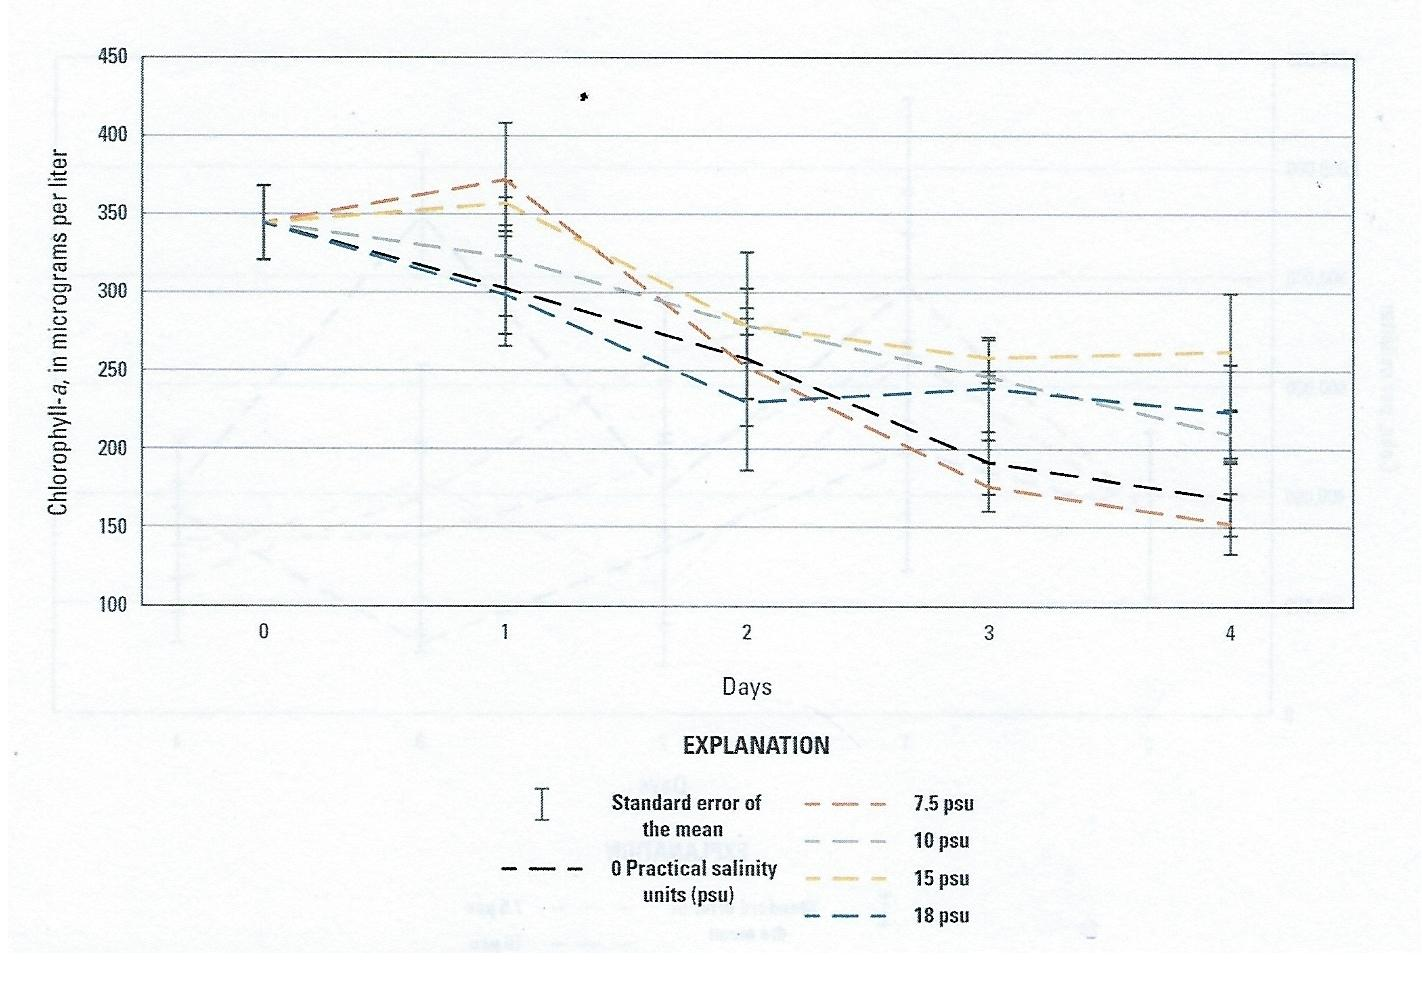 450
400
350
300
250
200
150
100
Chlorophyll-a, in micrograms per liter
0 1 2 3 4
Days
EXPLANATION
Standard error of
the mean
0 Practical salinity
units (psu)
7.5 psu
10 psu
15 psu
18 psu